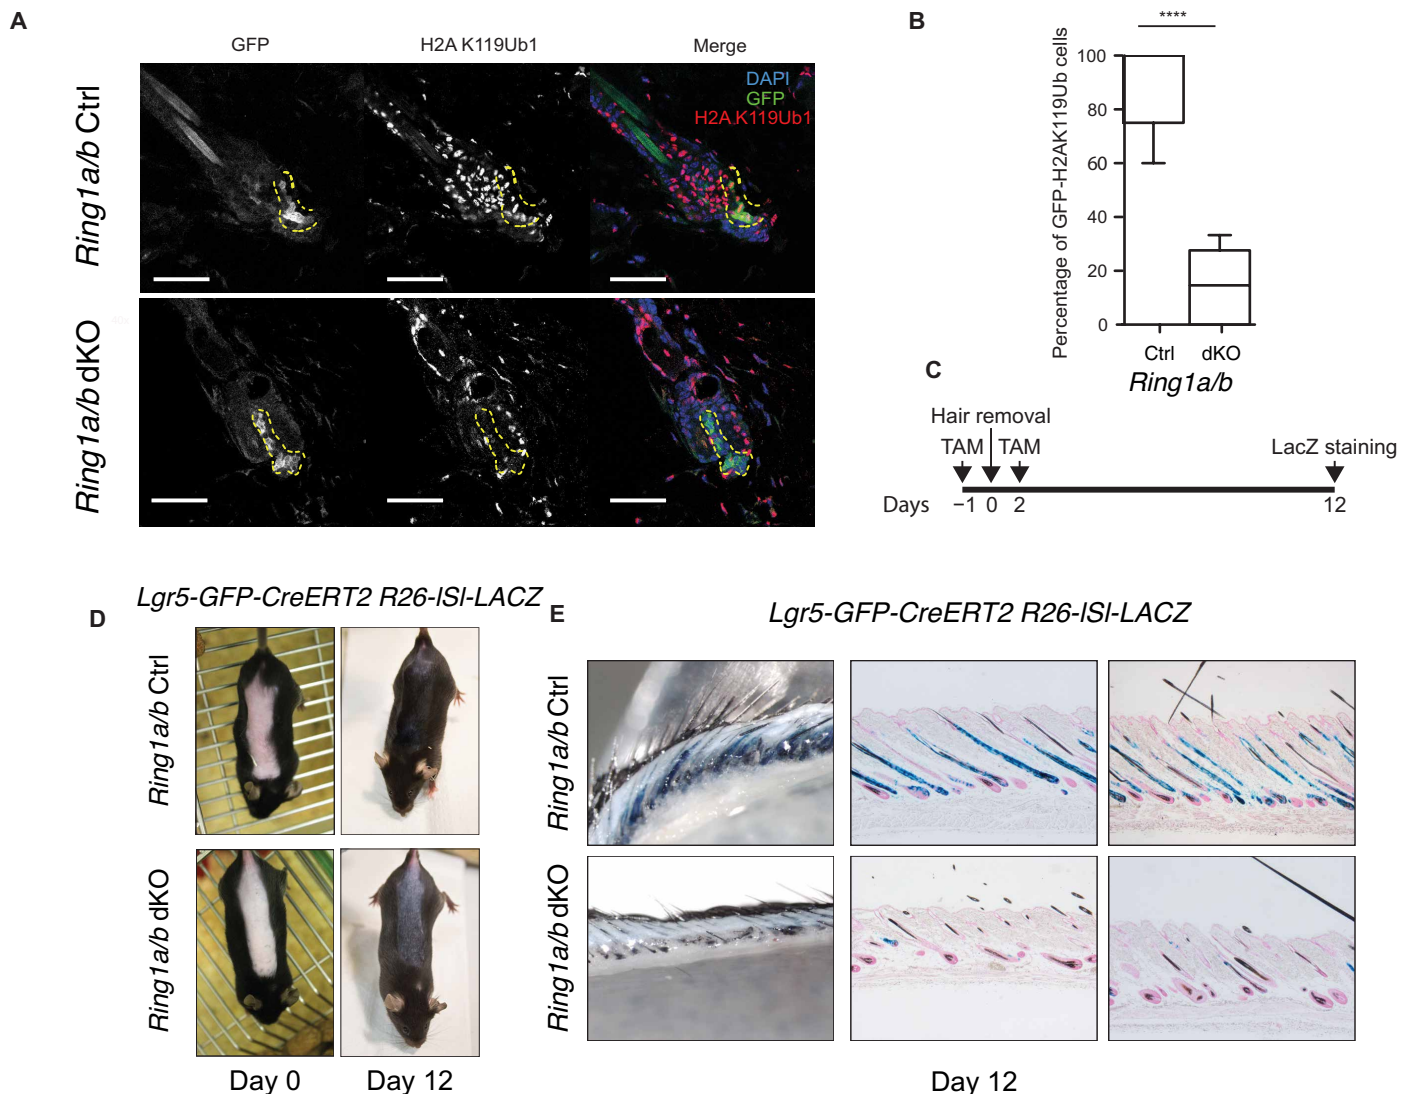 A
GFP
H2A K119Ub1
Merge
Ring1a/b Ctrl
DAPI
GFP
H2A K119Ub1
Ring1a/b dKO
B
****
Percentage of GFP-H2AK119Ub cells
100
80
60
40
20
0
Ctrl
dKO
Ring1a/b
C
Hair removal
TAM
TAM
LacZ staining
Days
−1
0
2
12
D
Lgr5-GFP-CreERT2 R26-lSl-LACZ
Ring1a/b Ctrl
Ring1a/b dKO
Day 0
Day 12
E
Lgr5-GFP-CreERT2 R26-lSl-LACZ
Ring1a/b Ctrl
Ring1a/b dKO
Day 12